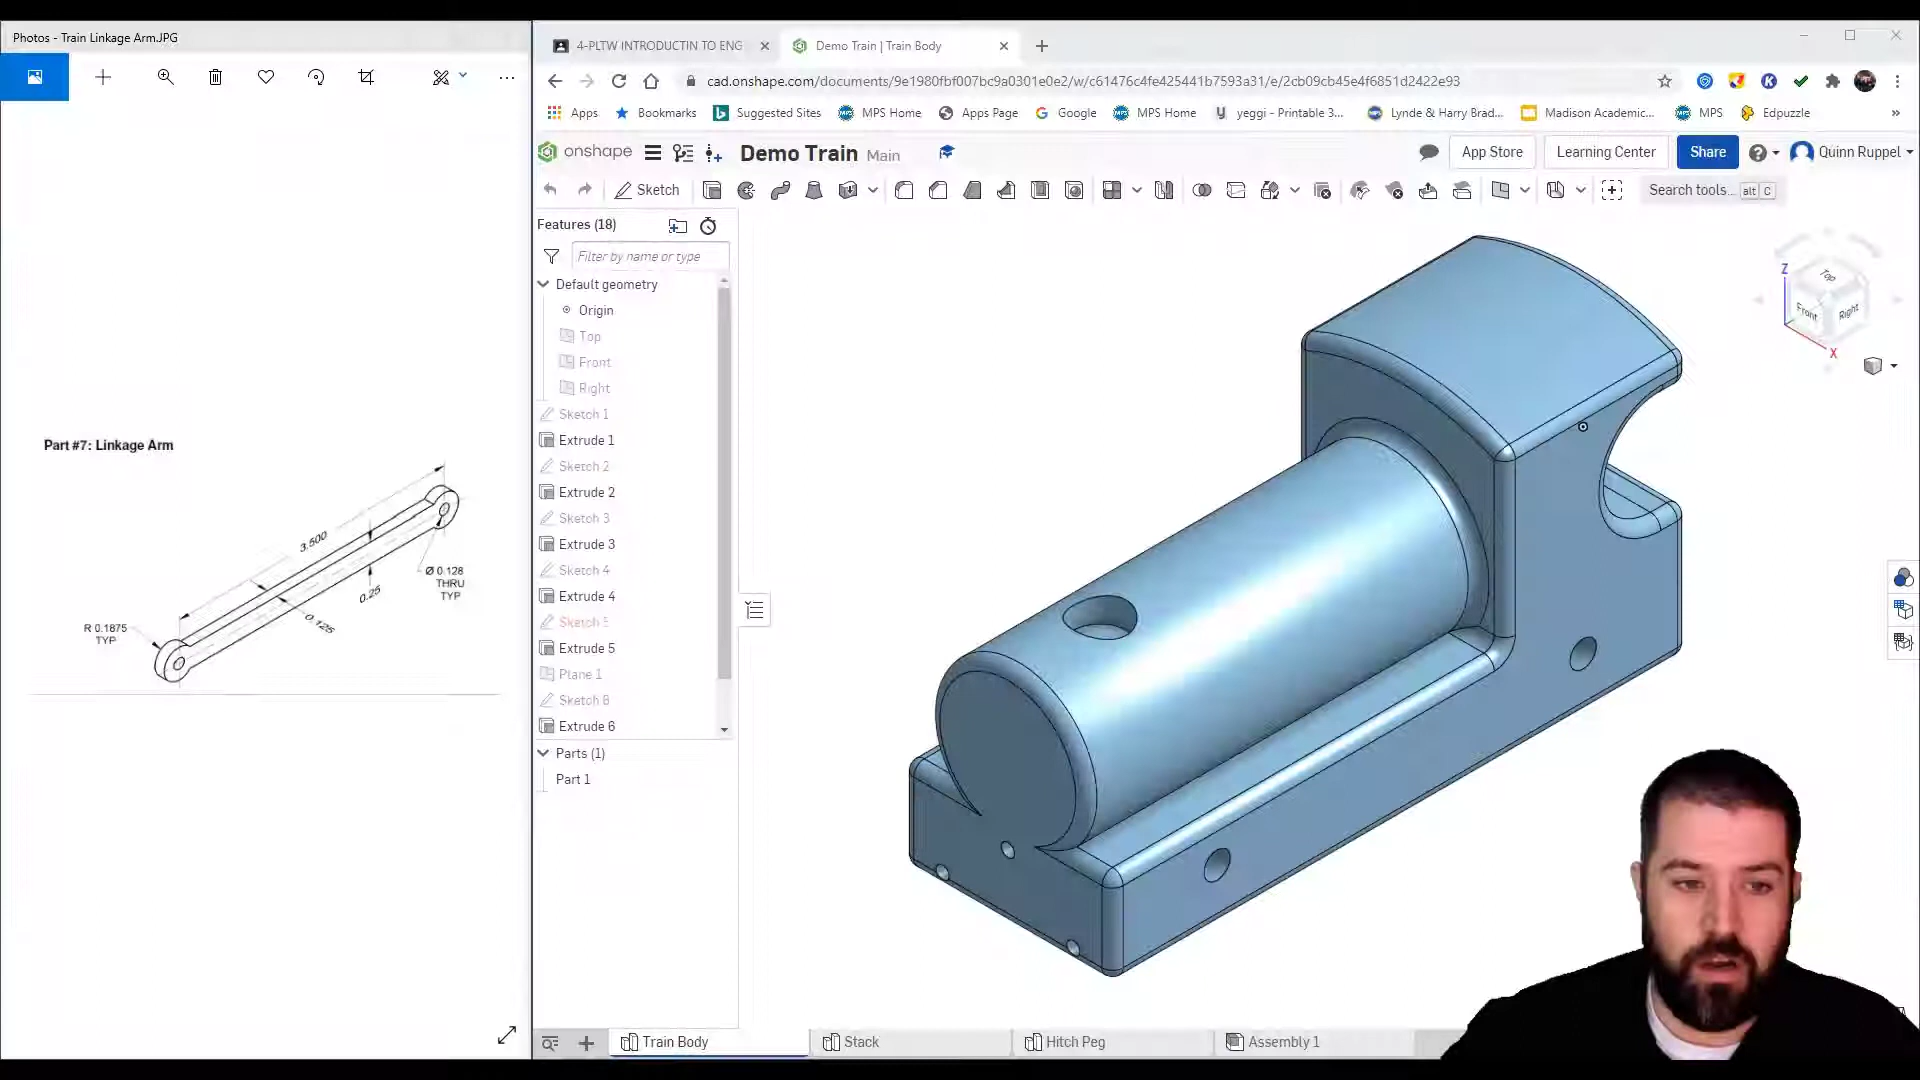 Photos - Train Linkage Arm.JPG
Part #7: Linkage Arm
3.500
Ø 0.128
THRU
TYP
0.25
0.125
R 0.1875
TYP
4-PLTW INTRODUCTIN TO ENG
Demo Train | Train Body
cad.onshape.com/documents/9e1980fbf007bc9a0301e0e2/w/c61476c4fe425441b7593a31/e/2cb09cb45e4f6851d2422e93
Apps
Bookmarks
Suggested Sites
MPS Home
Apps Page
Google
MPS Home
yeggi - Printable 3...
Lynde & Harry Brad...
Madison Academic...
MPS
Edpuzzle
»
onshape
Demo Train Main
App Store
Learning Center
Share
Quinn Ruppel
Sketch
Search tools... alt C
Features (18)
Filter by name or type
Default geometry
Origin
Top
Front
Right
Sketch 1
Extrude 1
Sketch 2
Extrude 2
Sketch 3
Extrude 3
Sketch 4
Extrude 4
Sketch 5
Extrude 5
Plane 1
Sketch 6
Extrude 6
Parts (1)
Part 1
Z
Top
Front
Right
X
Train Body
Stack
Hitch Peg
Assembly 1